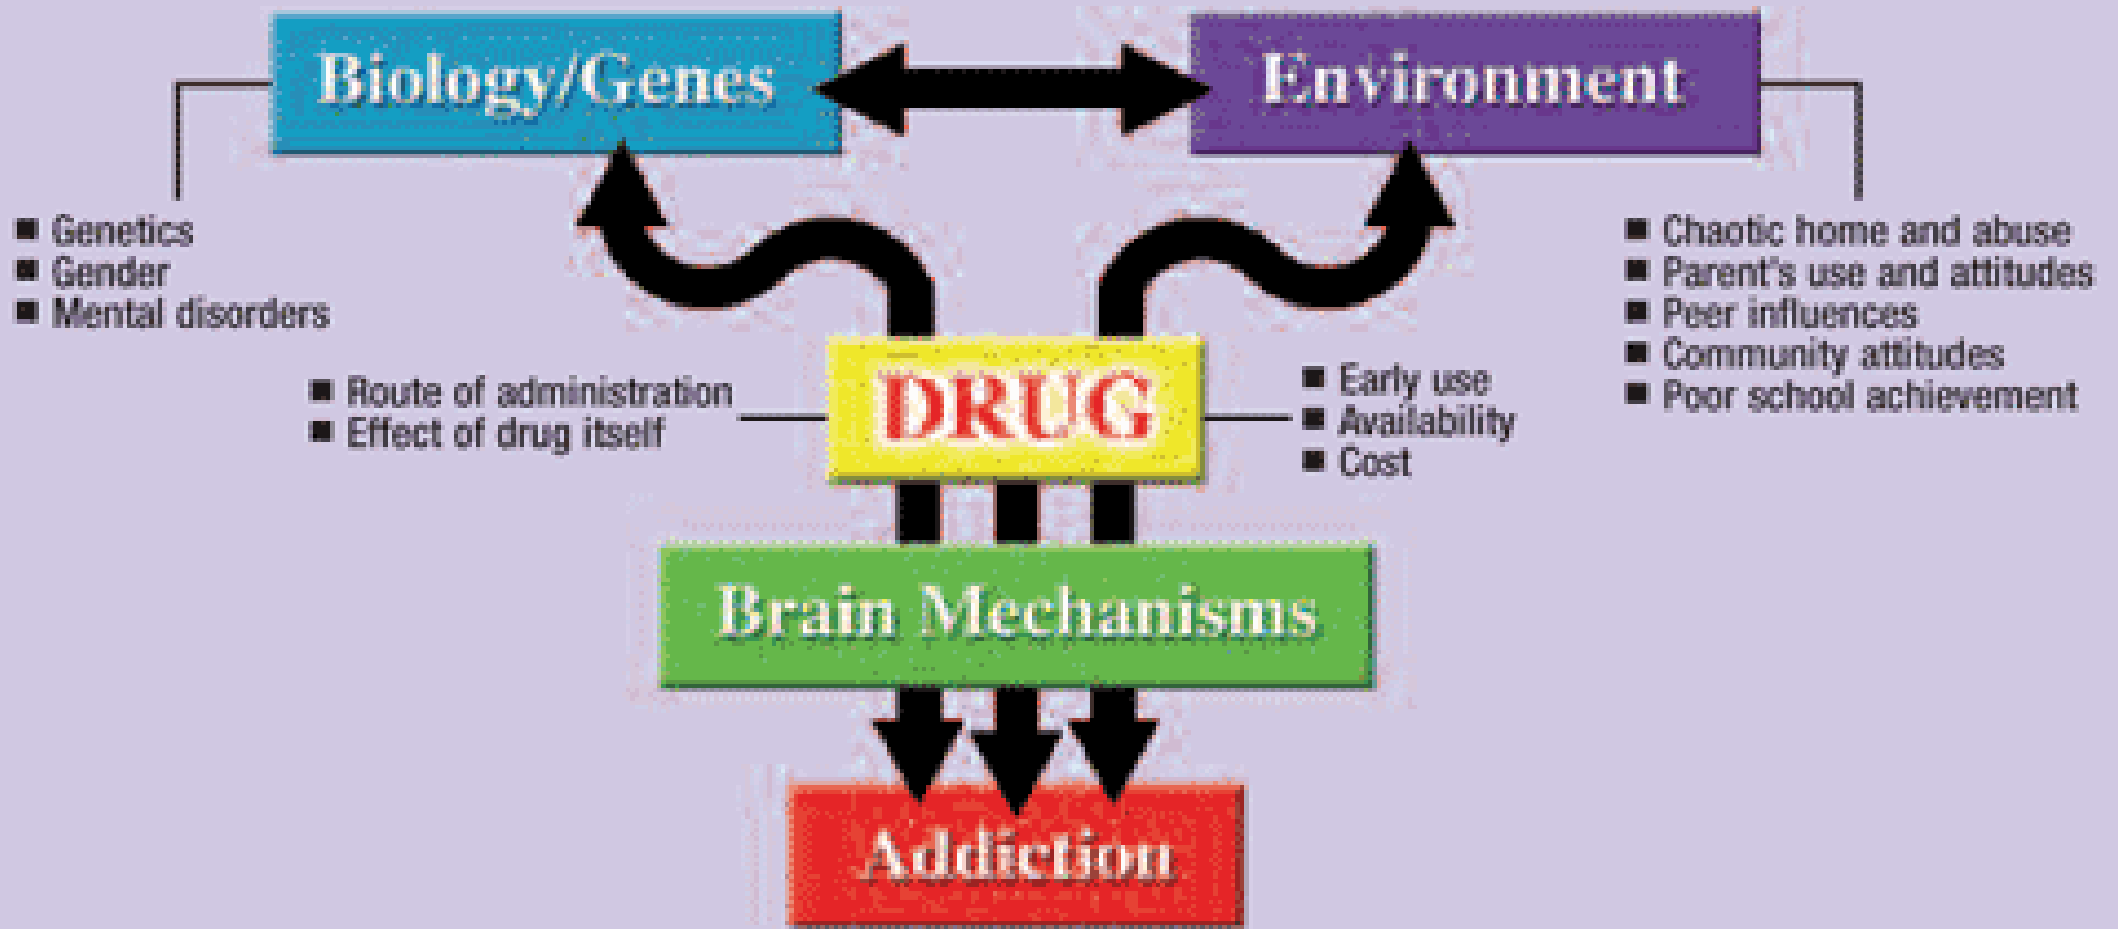 Biology/Genes
Environment
■ Genetics
■ Gender
■ Mental disorders
■ Chaotic home and abuse
■ Parent's use and attitudes
■ Peer influences
■ Community attitudes
■ Poor school achievement
■ Route of administration
■ Effect of drug itself
DRUG
■ Early use
■ Availability
■ Cost
Brain Mechanisms
Addiction